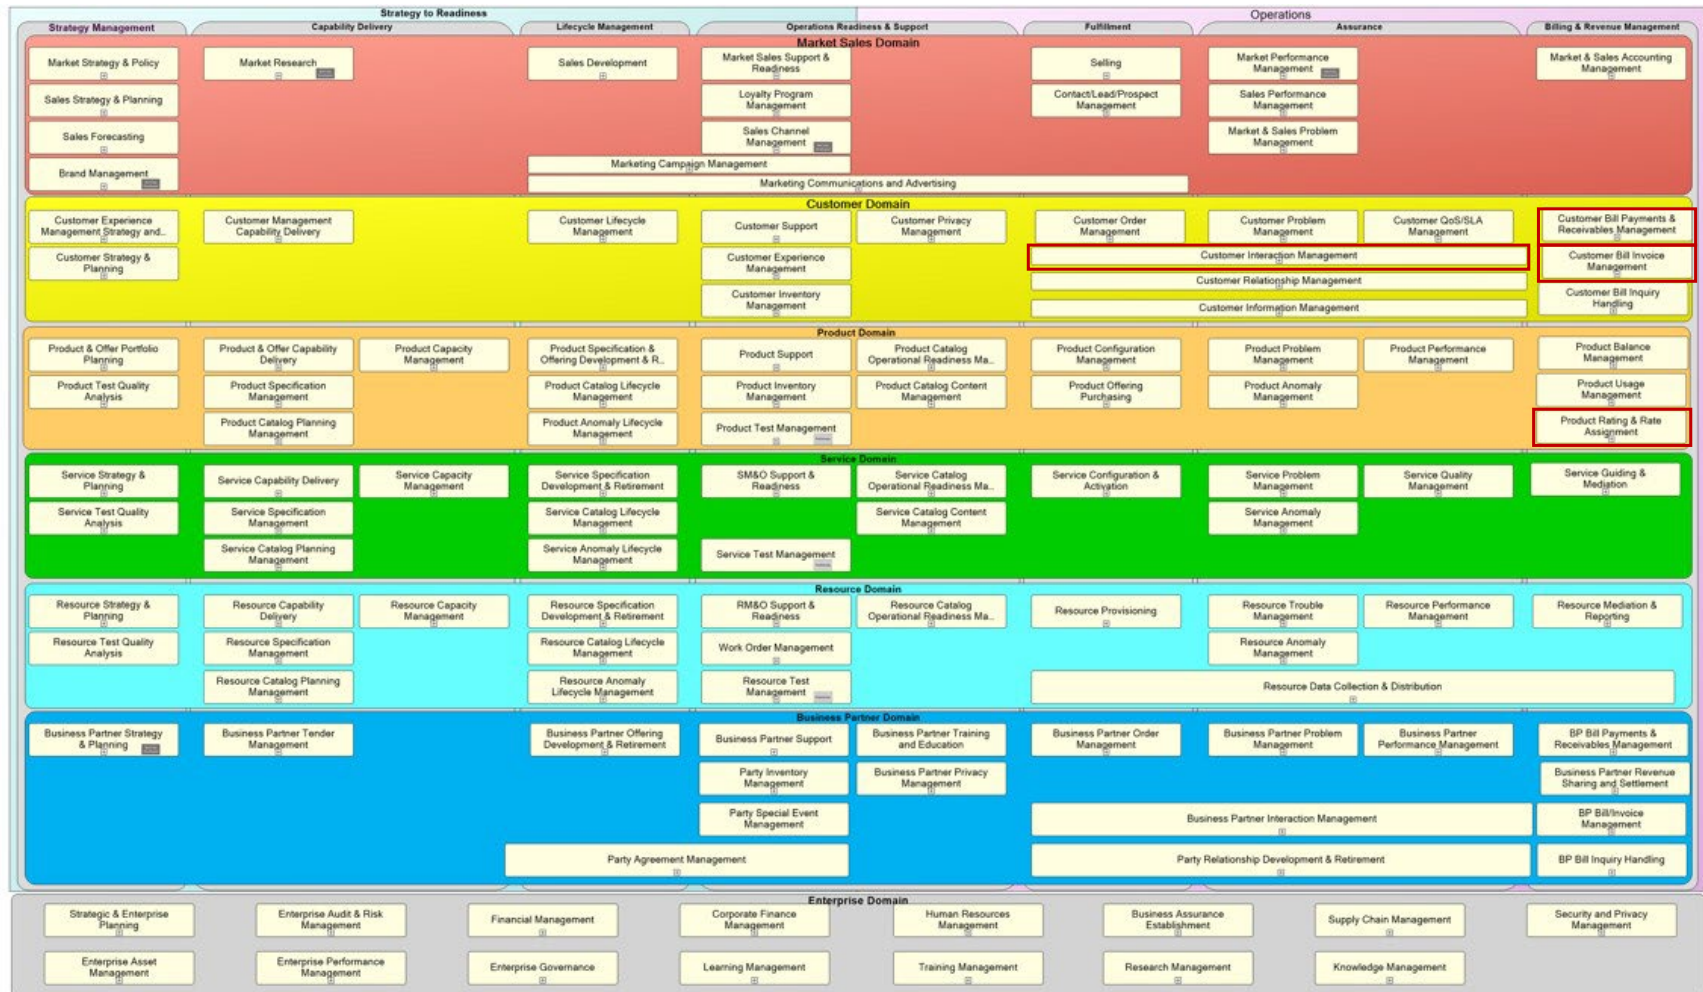 Strategy to Readiness
Operations
Strategy Management
Capability Delivery
Lifecycle Management
Operations Readiness & Support
Fulfillment
Assurance
Billing & Revenue Management
Market Sales Domain
Market Strategy & Policy
Market Research
Sales Development
Market Sales Support &
Readiness
Selling
Market Performance
Management
Market & Sales Accounting
Management
Sales Strategy & Planning
Loyalty Program
Management
Contact/Lead/Prospect
Management
Sales Performance
Management
Sales Forecasting
Sales Channel
Management
Market & Sales Problem
Management
Brand Management
Marketing Campaign Management
Marketing Communications and Advertising
Customer Domain
Customer Experience
Management Strategy and..
Customer Management
Capability Delivery
Customer Lifecycle
Management
Customer Support
Customer Privacy
Management
Customer Order
Management
Customer Problem
Management
Customer QoS/SLA
Management
Customer Bill Payments &
Receivables Management
Customer Strategy &
Planning
Customer Experience
Management
Customer Interaction Management
Customer Bill Invoice
Management
Customer Relationship Management
Customer Inventory
Management
Customer Information Management
Customer Bill Inquiry
Handling
Product Domain
Product & Offer Portfolio
Planning
Product & Offer Capability
Delivery
Product Capacity
Management
Product Specification &
Offering Development & R..
Product Support
Product Catalog
Operational Readiness Ma...
Product Configuration
Management
Product Problem
Management
Product Performance
Management
Product Balance
Management
Product Test Quality
Analysis
Product Specification
Management
Product Catalog Lifecycle
Management
Product Inventory
Management
Product Catalog Content
Management
Product Offering
Purchasing
Product Anomaly
Management
Product Usage
Management
Product Catalog Planning
Management
Product Anomaly Lifecycle
Management
Product Test Management
Product Rating & Rate
Assignment
Service Domain
Service Strategy &
Planning
Service Capability Delivery
Service Capacity
Management
Service Specification
Development & Retirement
SM&O Support &
Readiness
Service Catalog
Operational Readiness Ma...
Service Configuration &
Activation
Service Problem
Management
Service Quality
Management
Service Guiding &
Mediation
Service Test Quality
Analysis
Service Specification
Management
Service Catalog Lifecycle
Management
Service Catalog Content
Management
Service Anomaly
Management
Service Catalog Planning
Management
Service Anomaly Lifecycle
Management
Service Test Management
Resource Domain
Resource Strategy &
Planning
Resource Capability
Delivery
Resource Capacity
Management
Resource Specification
Development & Retirement
RM&O Support &
Readiness
Resource Catalog
Operational Readiness Ma...
Resource Provisioning
Resource Trouble
Management
Resource Performance
Management
Resource Mediation &
Reporting
Resource Test Quality
Analysis
Resource Specification
Management
Resource Catalog Lifecycle
Management
Work Order Management
Resource Anomaly
Management
Resource Catalog Planning
Management
Resource Anomaly
Lifecycle Management
Resource Test
Management
Resource Data Collection & Distribution
Business Partner Domain
Business Partner Strategy
& Planning
Business Partner Tender
Management
Business Partner Offering
Development & Retirement
Business Partner Support
Business Partner Training
and Education
Business Partner Order
Management
Business Partner Problem
Management
Business Partner
Performance Management
BP Bill Payments &
Receivables Management
Party Inventory
Management
Business Partner Privacy
Management
Business Partner Revenue
Sharing and Settlement
Party Special Event
Management
Business Partner Interaction Management
BP Bill/Invoice
Management
Party Agreement Management
Party Relationship Development & Retirement
BP Bill Inquiry Handling
Enterprise Domain
Strategic & Enterprise
Planning
Enterprise Audit & Risk
Management
Financial Management
Corporate Finance
Management
Human Resources
Management
Business Assurance
Establishment
Supply Chain Management
Security and Privacy
Management
Enterprise Asset
Management
Enterprise Performance
Management
Enterprise Governance
Learning Management
Training Management
Research Management
Knowledge Management